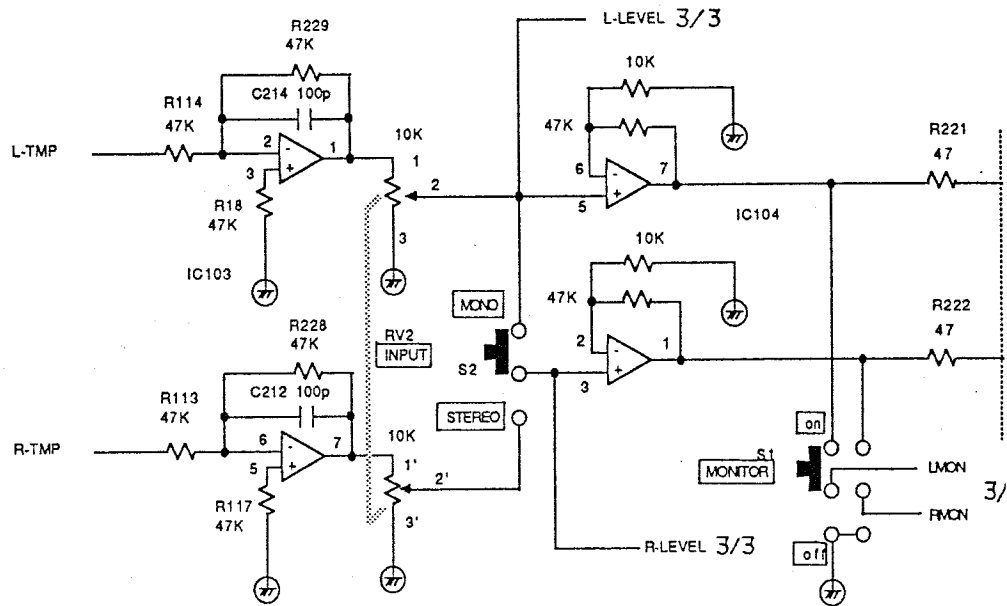 L-LEVEL 3/3
R229
47K
C214 100p
R114
47K
L-TMP
2
-
1
3
+
R18
47K
IC103
10K
1
2
3
10K
47K
6
-
7
5
+
IC104
R221
47
10K
47K
2
-
1
3
+
R222
47
MONO
S2
STEREO
RV2
INPUT
R228
47K
C212 100p
R113
47K
R-TMP
6
-
7
5
+
R117
47K
10K
1'
2'
3'
R-LEVEL 3/3
on
S1
MONITOR
LMON
3/
RMON
off